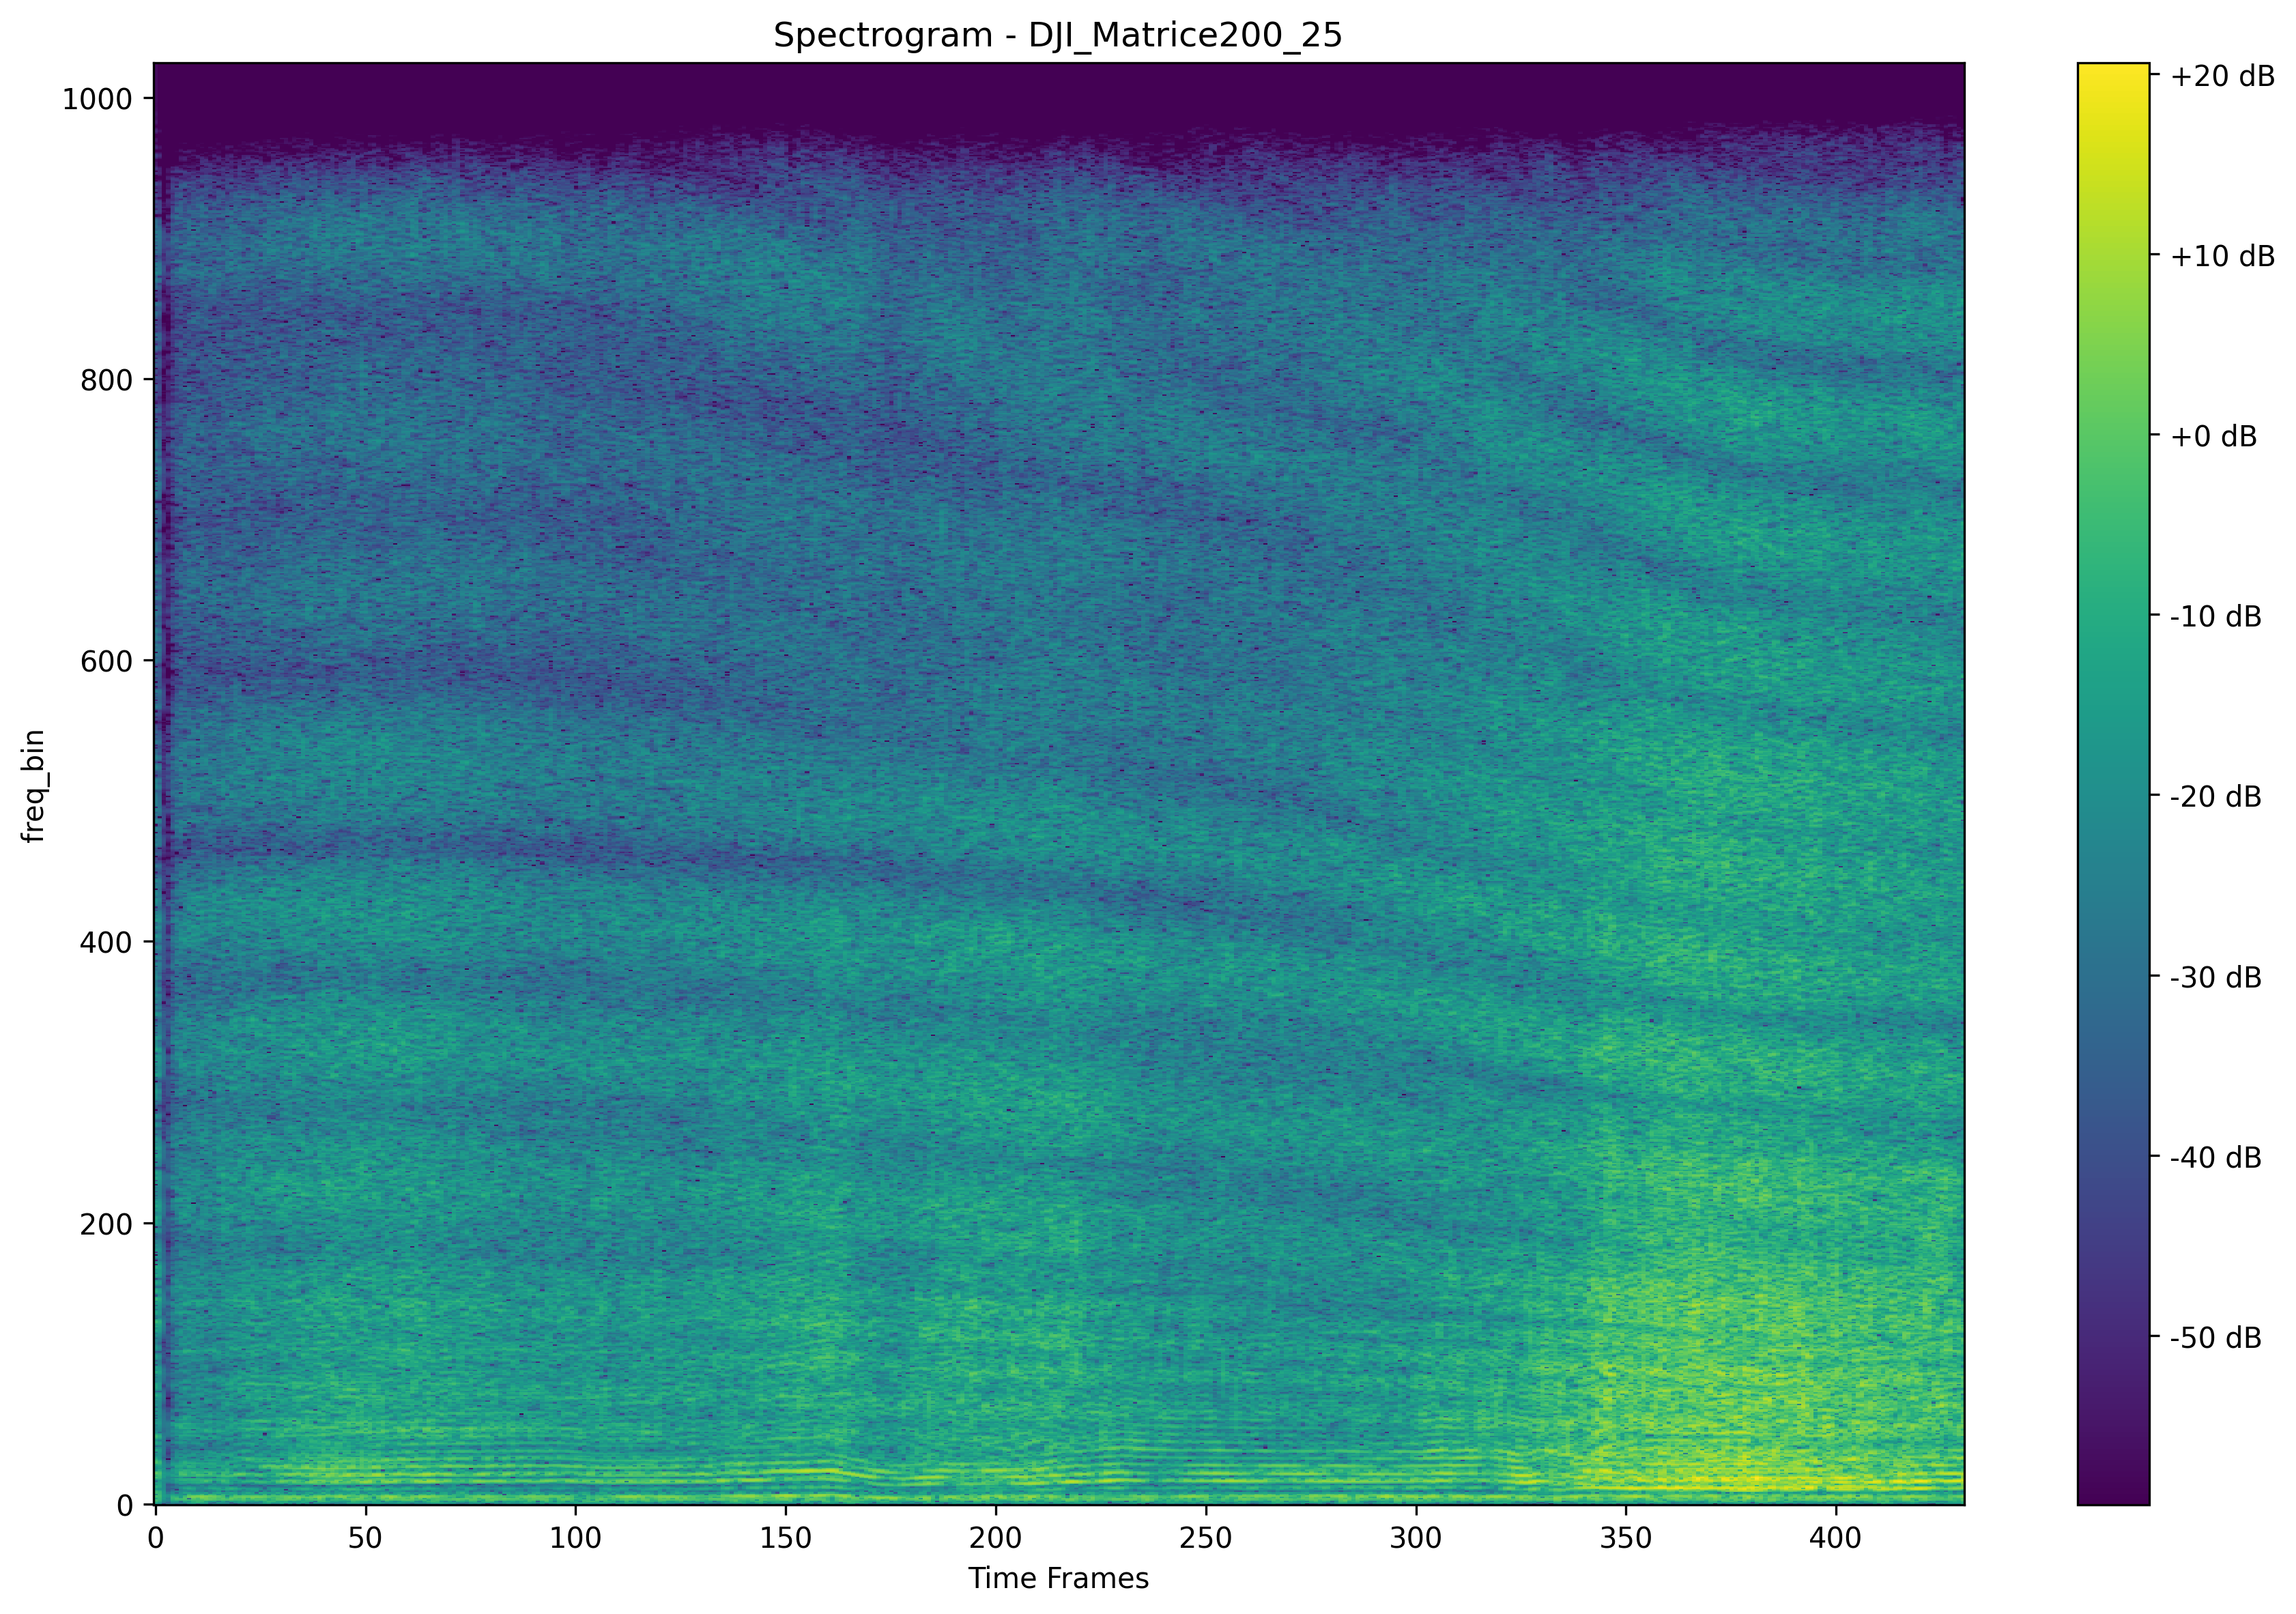 Spectrogram - DJI_Matrice200_25
1000
800
600
400
200
0
freq_bin
0 50 100 150 200 250 300 350 400
Time Frames
+20 dB
+10 dB
+0 dB
-10 dB
-20 dB
-30 dB
-40 dB
-50 dB